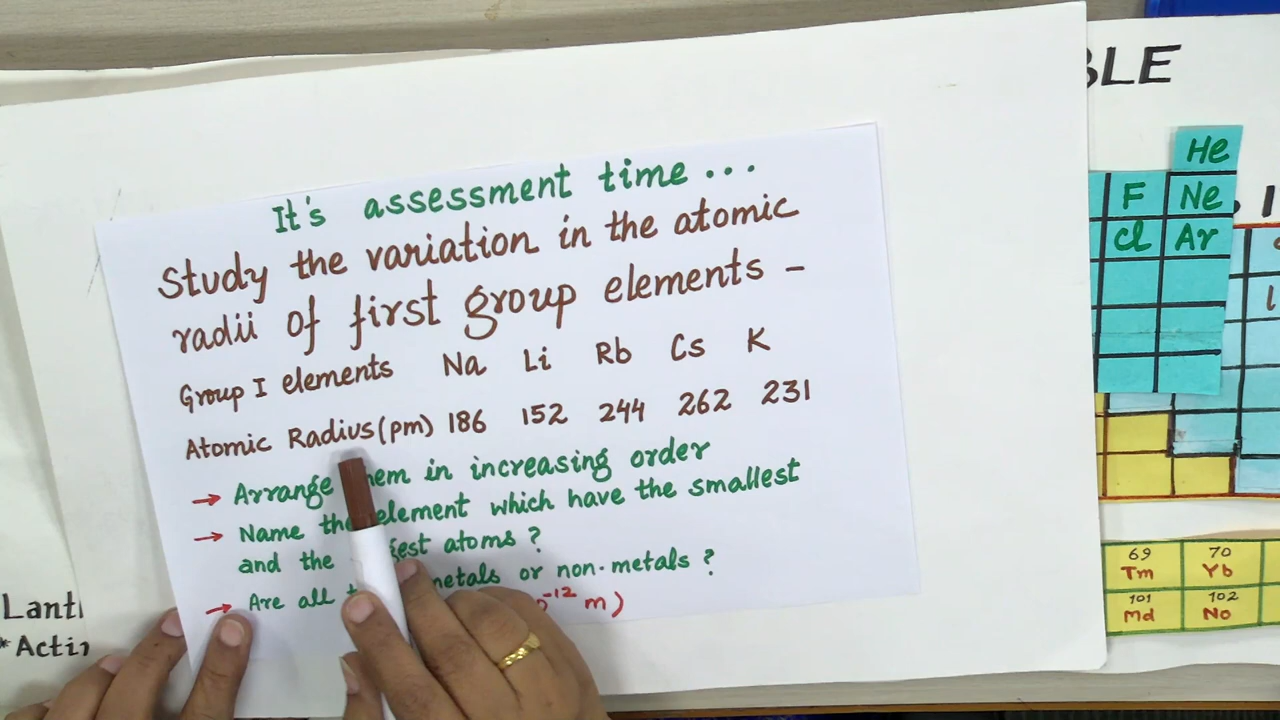 It's assessment time...
Study the variation in the atomic
radii of first group elements -
Group I elements Na Li Rb Cs K
Atomic Radius(pm) 186 152 244 262 231
→ Arrange in increasing order
→ Name element which have the smallest
and the atoms ?
→ Are all metals or non-metals ?
-12 m)
He
F Ne
Cl Ar
69 70
Tm Yb
101 102
Md No